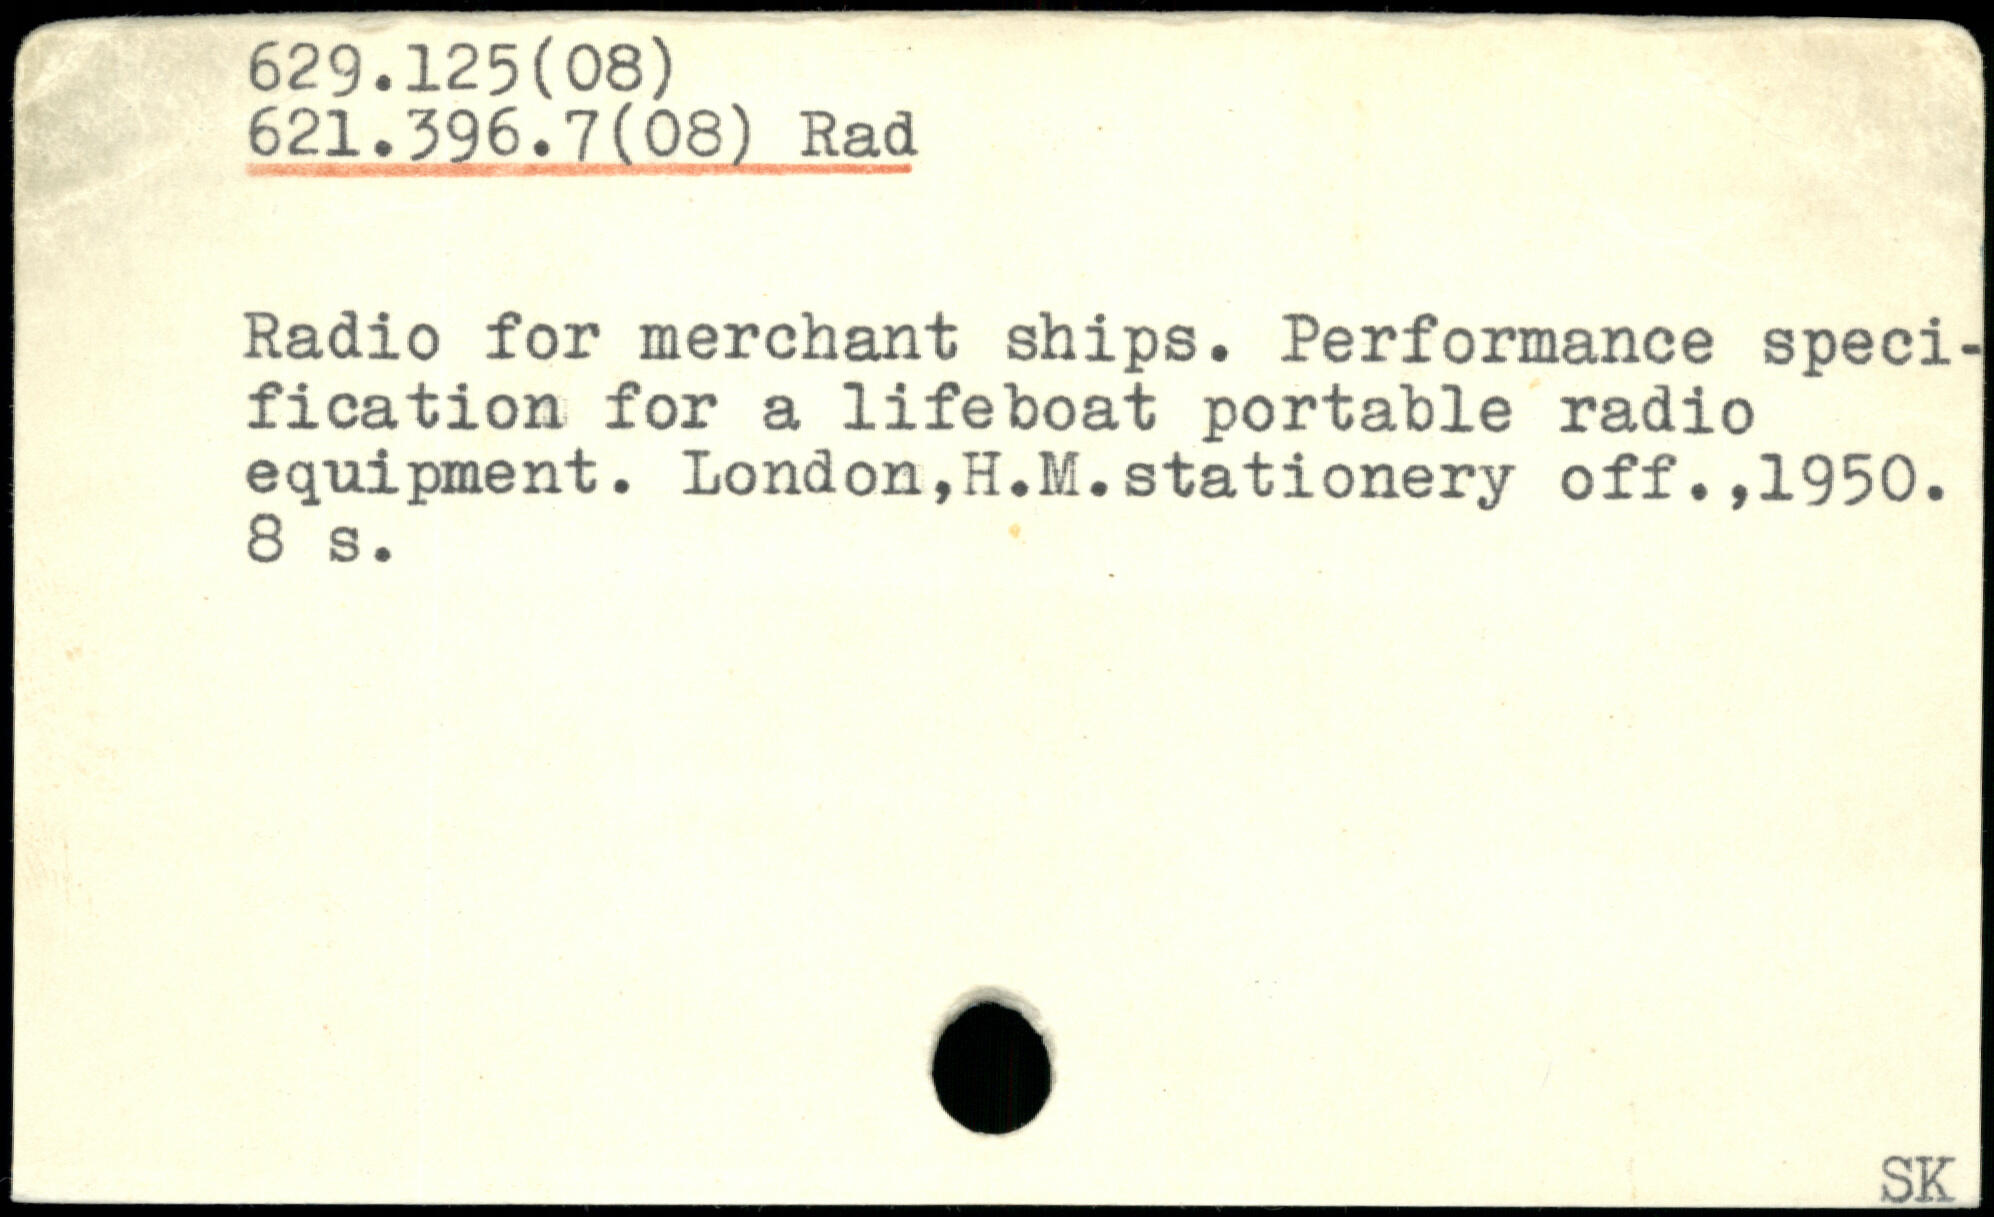 629.125(08)
621.396.7(08) Rad
Radio for merchant ships. Performance speci-
fication for a lifeboat portable radio
equipment. London,H.M.stationery off.,1950.
8 s.
SK